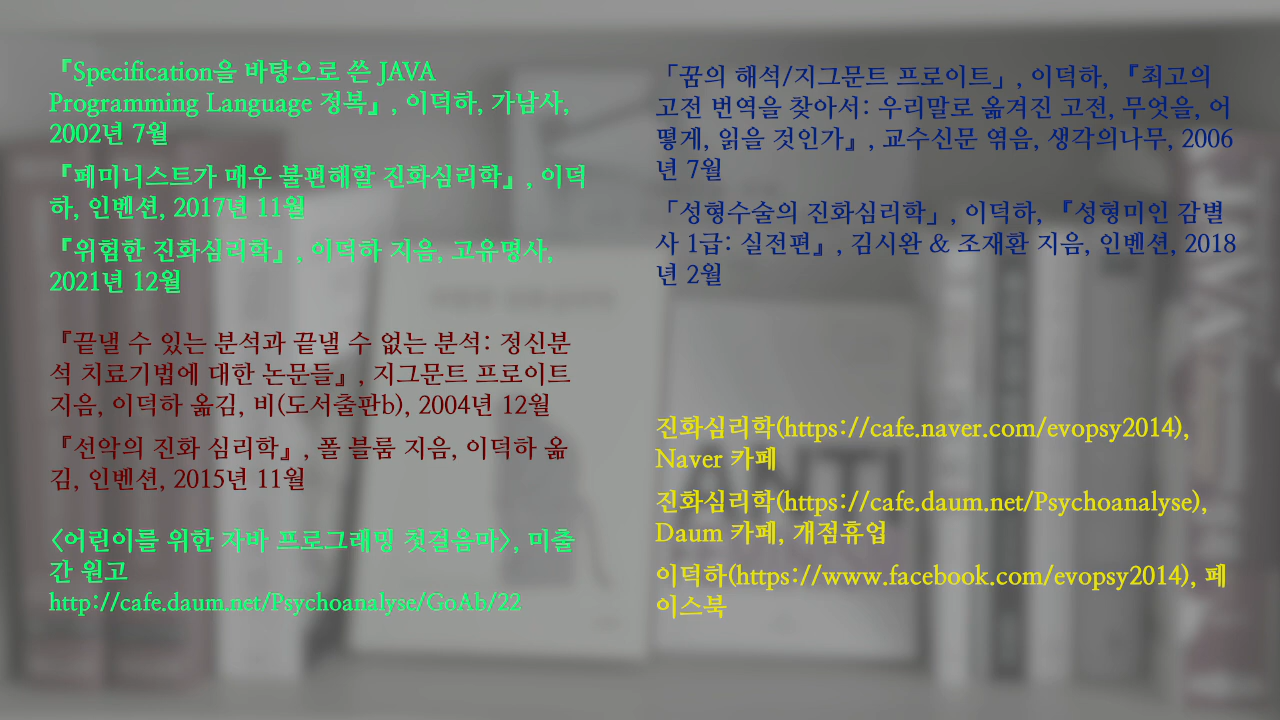 『Specification을 바탕으로 쓴 JAVA
Programming Language 정복』, 이덕하, 가남사,
2002년 7월
『페미니스트가 매우 불편해할 진화심리학』, 이덕
하, 인벤션, 2017년 11월
『위험한 진화심리학』, 이덕하 지음, 고유명사,
2021년 12월
『끝낼 수 있는 분석과 끝낼 수 없는 분석: 정신분
석 치료기법에 대한 논문들』, 지그문트 프로이트
지음, 이덕하 옮김, 비(도서출판b), 2004년 12월
『선악의 진화 심리학』, 폴 블룸 지음, 이덕하 옮
김, 인벤션, 2015년 11월
<어린이를 위한 자바 프로그래밍 첫걸음마>, 미출
간 원고
http://cafe.daum.net/Psychoanalyse/GoAb/22
「꿈의 해석/지그문트 프로이트」, 이덕하, 『최고의
고전 번역을 찾아서: 우리말로 옮겨진 고전, 무엇을, 어
떻게, 읽을 것인가』, 교수신문 엮음, 생각의나무, 2006
년 7월
「성형수술의 진화심리학」, 이덕하, 『성형미인 감별
사 1급: 실전편』, 김시완 & 조재환 지음, 인벤션, 2018
년 2월
진화심리학(https://cafe.naver.com/evopsy2014),
Naver 카페
진화심리학(https://cafe.daum.net/Psychoanalyse),
Daum 카페, 개점휴업
이덕하(https://www.facebook.com/evopsy2014), 페
이스북